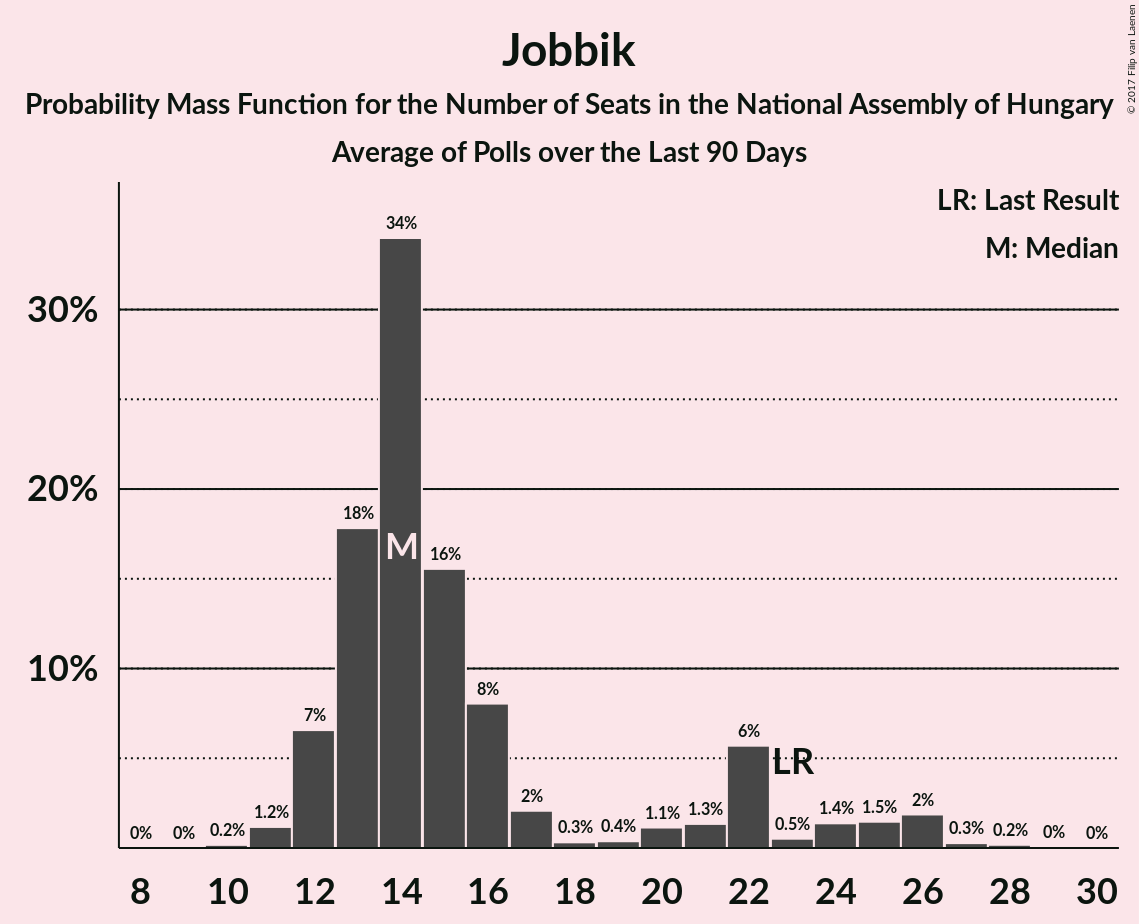 Jobbik
Probability Mass Function for the Number of Seats in the National Assembly of Hungary
Average of Polls over the Last 90 Days
© 2017 Filip van Laenen
LR: Last Result
M: Median
30%
20%
10%
0%
0%
0.2%
1.2%
7%
18%
34%
16%
8%
2%
0.3%
0.4%
1.1%
1.3%
6%
0.5%
1.4%
1.5%
2%
0.3%
0.2%
0%
0%
M
LR
8 10 12 14 16 18 20 22 24 26 28 30